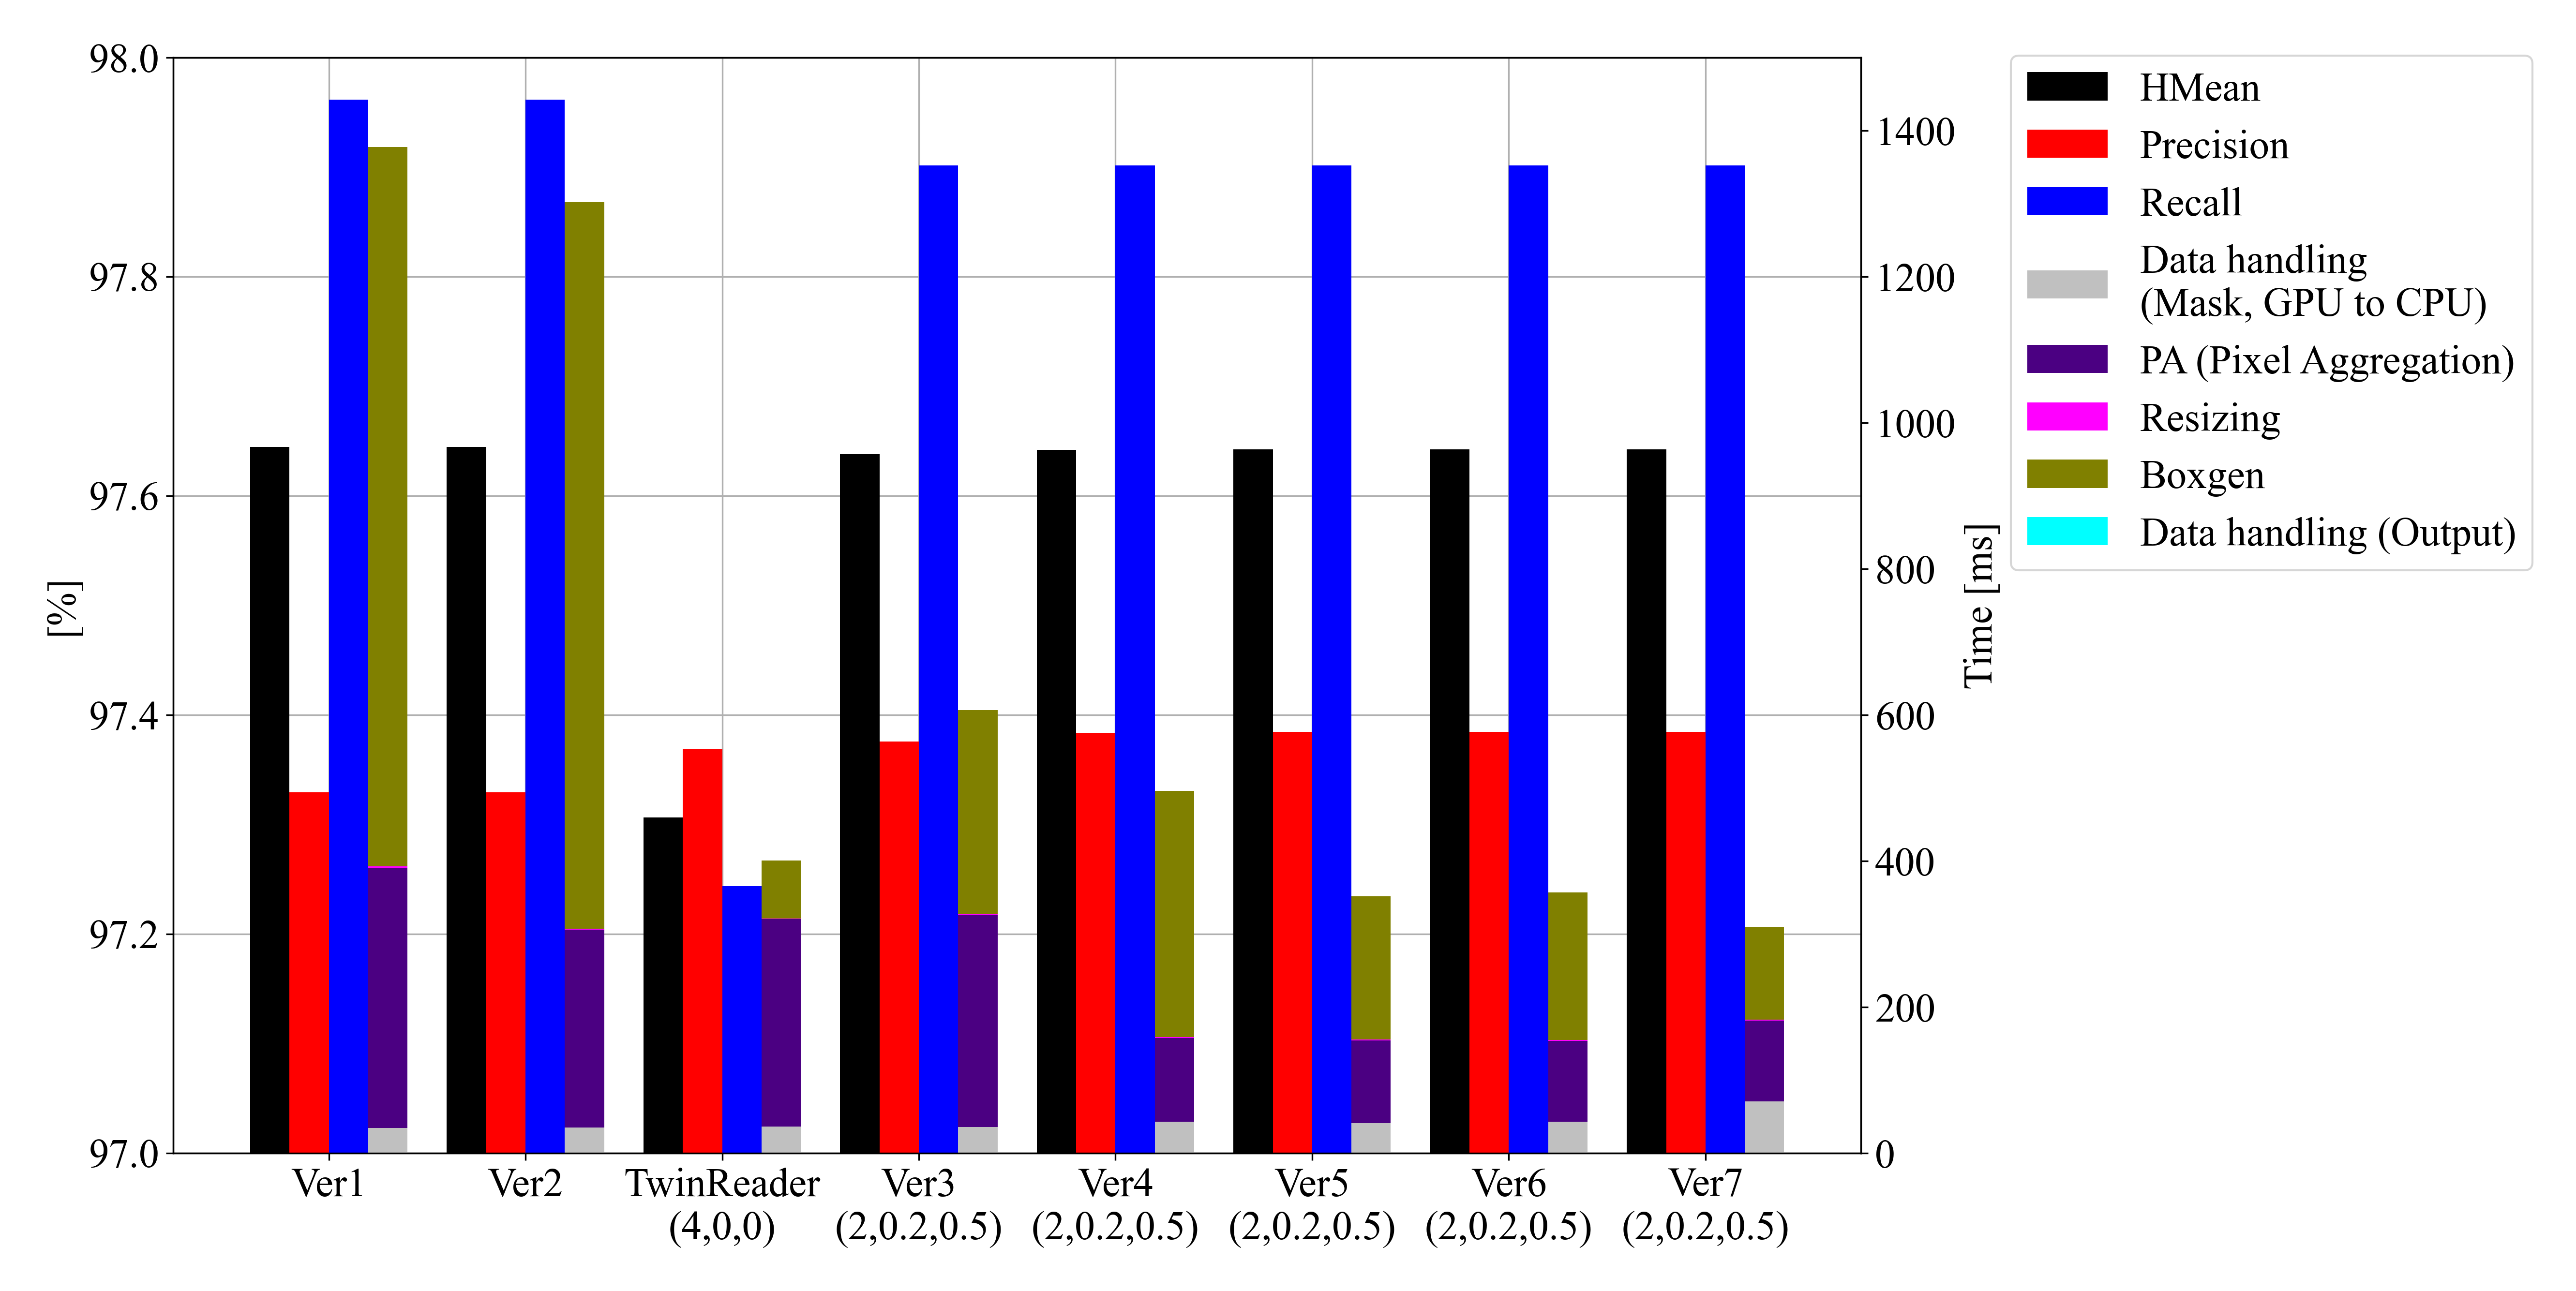 98.0
97.8
97.6
97.4
97.2
97.0
[%]
1400
1200
1000
800
600
400
200
0
Time [ms]
Ver1
Ver2
TwinReader
(4,0,0)
Ver3
(2,0.2,0.5)
Ver4
(2,0.2,0.5)
Ver5
(2,0.2,0.5)
Ver6
(2,0.2,0.5)
Ver7
(2,0.2,0.5)
HMean
Precision
Recall
Data handling
(Mask, GPU to CPU)
PA (Pixel Aggregation)
Resizing
Boxgen
Data handling (Output)